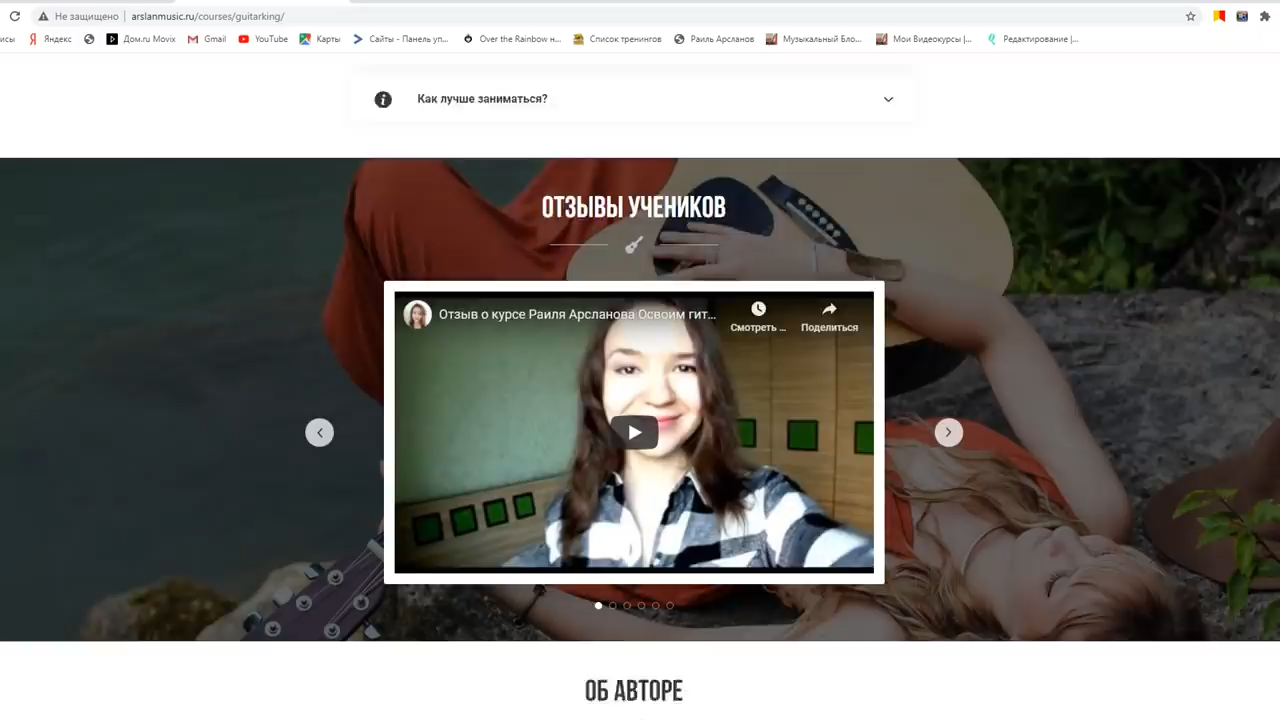 Не защищено arslanmusic.ru/courses/guitarking/
исы Яндекс Дом.ru Movix Gmail YouTube Карты Сайты - Панель уп... Over the Rainbow н... Список тренингов Раиль Арсланов Музыкальный Бло... Мои Видеокурсы |... Редактирование |...
Как лучше заниматься?
ОТЗЫВЫ УЧЕНИКОВ
Отзыв о курсе Раиля Арсланова Освоим гит...
Смотреть ... Поделиться
ОБ АВТОРЕ